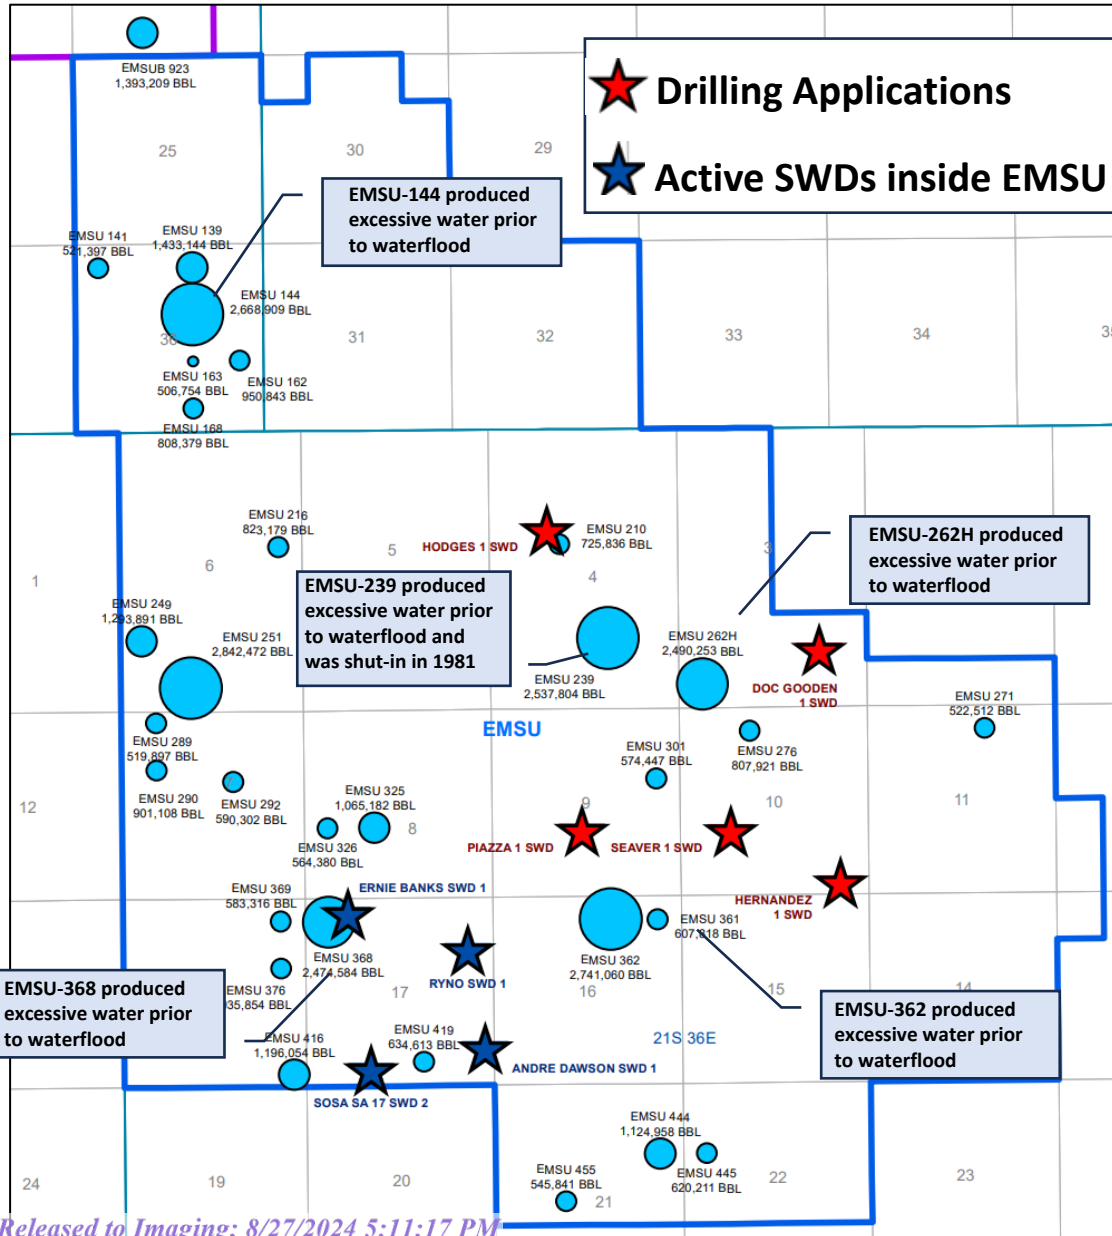 EMSUB 923
1,393,209 BBL
Drilling Applications
Active SWDs inside EMSU
25
30
29
EMSU-144 produced
excessive water prior
to waterflood
EMSU 141
521,397 BBL
EMSU 139
1,433,144 BBL
EMSU 144
2,668,909 BBL
36
31
32
33
34
35
EMSU 163
506,754 BBL
EMSU 162
950,843 BBL
EMSU 168
808,379 BBL
EMSU 216
823,179 BBL
HODGES 1 SWD
EMSU 210
725,836 BBL
1
6
5
4
3
EMSU-262H produced
excessive water prior
to waterflood
EMSU-239 produced
excessive water prior
to waterflood and
was shut-in in 1981
EMSU 249
1,293,891 BBL
EMSU 251
2,842,472 BBL
EMSU 262H
2,490,253 BBL
EMSU 239
2,537,804 BBL
DOC GOODEN
1 SWD
EMSU 271
522,512 BBL
EMSU
EMSU 289
519,897 BBL
EMSU 301
574,447 BBL
EMSU 276
807,921 BBL
EMSU 290
901,108 BBL
EMSU 292
590,302 BBL
EMSU 325
1,065,182 BBL
12
8
9
10
11
EMSU 326
564,380 BBL
PIAZZA 1 SWD
SEAVER 1 SWD
EMSU 369
583,316 BBL
ERNIE BANKS SWD 1
HERNANDEZ
1 SWD
EMSU 361
607,818 BBL
EMSU 368
2,474,584 BBL
EMSU 362
2,741,060 BBL
RYNO SWD 1
EMSU-368 produced
excessive water prior
to waterflood
EMSU 376
935,854 BBL
17
16
15
14
EMSU-362 produced
excessive water prior
to waterflood
EMSU 416
1,196,054 BBL
EMSU 419
634,613 BBL
21S 36E
ANDRE DAWSON SWD 1
SOSA SA 17 SWD 2
EMSU 444
1,124,958 BBL
EMSU 455
545,841 BBL
EMSU 445
620,211 BBL
24
19
20
21
22
23
Released to Imaging: 8/27/2024 5:11:17 PM